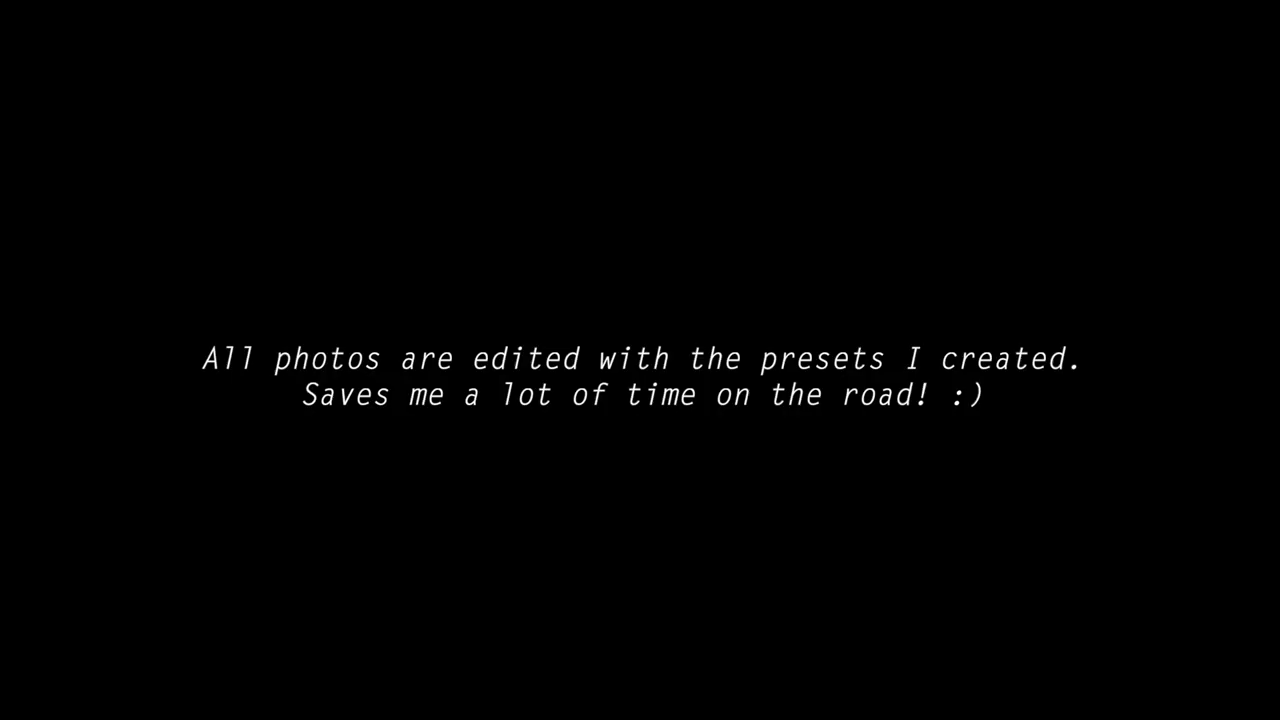 All photos are edited with the presets I created.
Saves me a lot of time on the road! :)